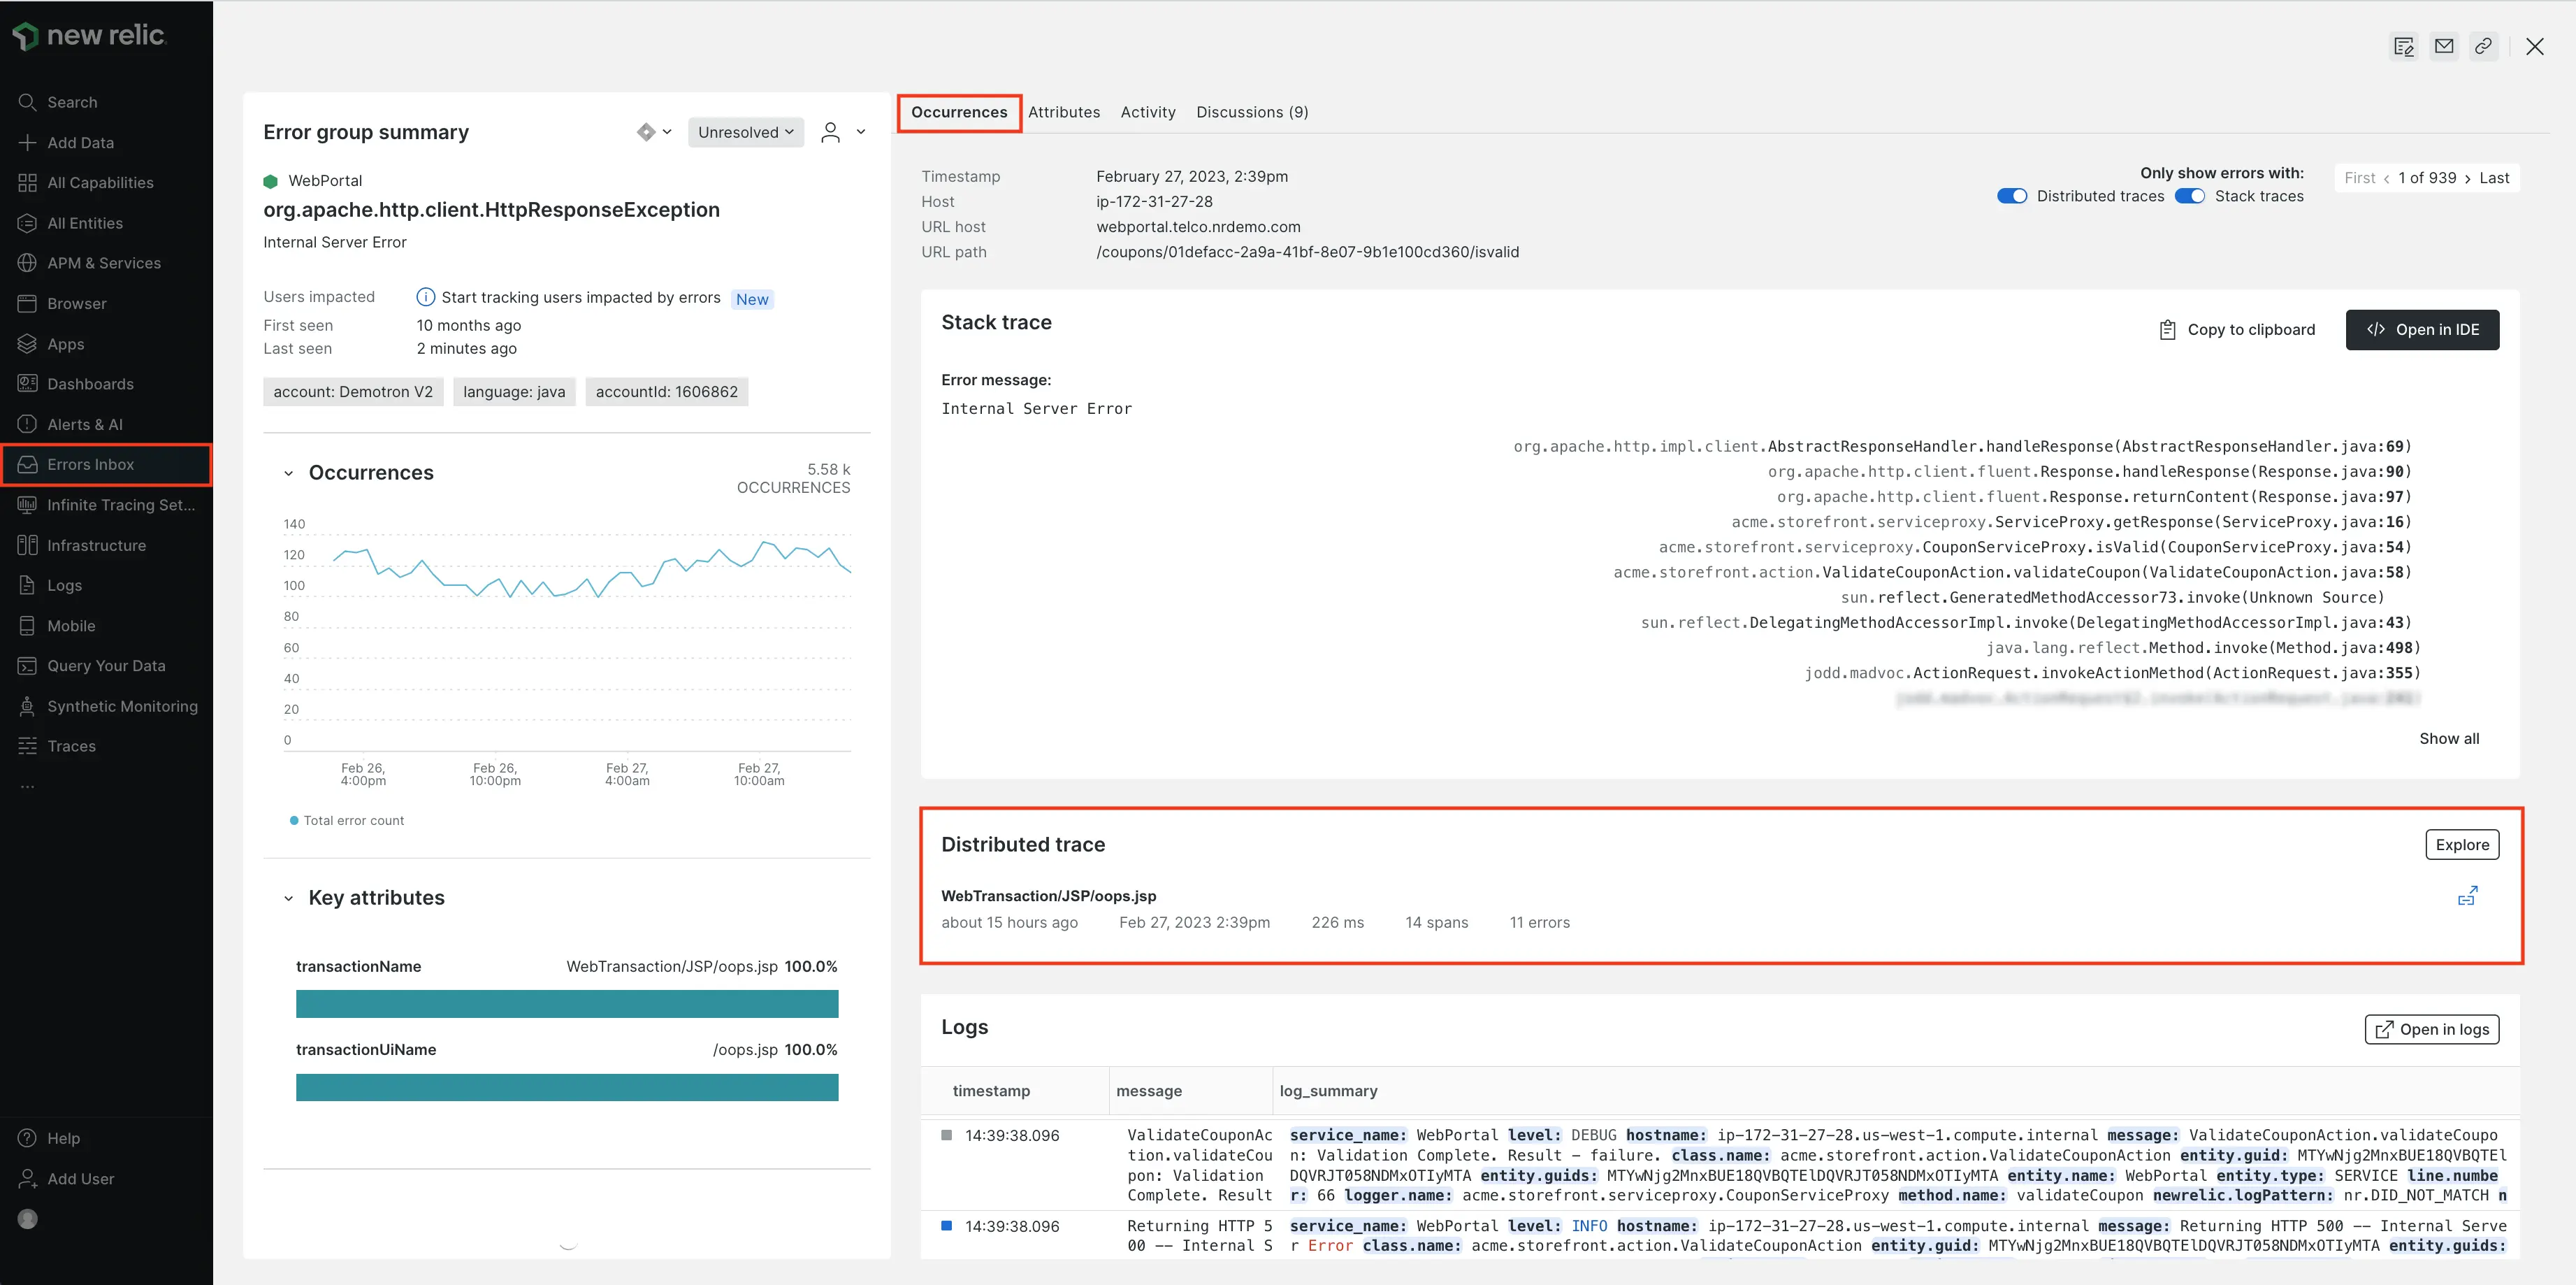 new relic
Search
Add Data
All Capabilities
All Entities
APM & Services
Browser
Apps
Dashboards
Alerts & AI
Errors Inbox
Infinite Tracing Set...
Infrastructure
Logs
Mobile
Query Your Data
Synthetic Monitoring
Traces
...
Help
Add User
Error group summary
Unresolved
WebPortal
org.apache.http.client.HttpResponseException
Internal Server Error
Users impacted Start tracking users impacted by errors New
First seen 10 months ago
Last seen 2 minutes ago
account: Demotron V2 language: java accountId: 1606862
Occurrences
5.58 k
OCCURRENCES
140
120
100
80
60
40
20
0
Feb 26, 4:00pm
Feb 26, 10:00pm
Feb 27, 4:00am
Feb 27, 10:00am
Total error count
Key attributes
transactionName WebTransaction/JSP/oops.jsp 100.0%
transactionUiName /oops.jsp 100.0%
Occurrences Attributes Activity Discussions (9)
Timestamp February 27, 2023, 2:39pm
Host ip-172-31-27-28
URL host webportal.telco.nrdemo.com
URL path /coupons/01defacc-2a9a-41bf-8e07-9b1e100cd360/isvalid
Only show errors with:
Distributed traces Stack traces
First < 1 of 939 > Last
Stack trace
Copy to clipboard
</> Open in IDE
Error message:
Internal Server Error
org.apache.http.impl.client.AbstractResponseHandler.handleResponse(AbstractResponseHandler.java:69)
org.apache.http.client.fluent.Response.handleResponse(Response.java:90)
org.apache.http.client.fluent.Response.returnContent(Response.java:97)
acme.storefront.serviceproxy.ServiceProxy.getResponse(ServiceProxy.java:16)
acme.storefront.serviceproxy.CouponServiceProxy.isValid(CouponServiceProxy.java:54)
acme.storefront.action.ValidateCouponAction.validateCoupon(ValidateCouponAction.java:58)
sun.reflect.GeneratedMethodAccessor73.invoke(Unknown Source)
sun.reflect.DelegatingMethodAccessorImpl.invoke(DelegatingMethodAccessorImpl.java:43)
java.lang.reflect.Method.invoke(Method.java:498)
jodd.madvoc.ActionRequest.invokeActionMethod(ActionRequest.java:355)
Show all
Distributed trace
Explore
WebTransaction/JSP/oops.jsp
about 15 hours ago Feb 27, 2023 2:39pm 226 ms 14 spans 11 errors
Logs
Open in logs
timestamp message log_summary
14:39:38.096 ValidateCouponAc service_name: WebPortal level: DEBUG hostname: ip-172-31-27-28.us-west-1.compute.internal message: ValidateCouponAction.validateCoupo
tion.validateCou n: Validation Complete. Result – failure. class.name: acme.storefront.action.ValidateCouponAction entity.guid: MTYwNjg2MnxBUE18QVBQTEl
pon: Validation DQVRJT058NDMxOTIyMTA entity.guids: MTYwNjg2MnxBUE18QVBQTElDQVRJT058NDMxOTIyMTA entity.name: WebPortal entity.type: SERVICE line.numbe
Complete. Result r: 66 logger.name: acme.storefront.serviceproxy.CouponServiceProxy method.name: validateCoupon newrelic.logPattern: nr.DID_NOT_MATCH n
14:39:38.096 Returning HTTP 5 service_name: WebPortal level: INFO hostname: ip-172-31-27-28.us-west-1.compute.internal message: Returning HTTP 500 -- Internal Serve
00 -- Internal S r Error class.name: acme.storefront.action.ValidateCouponAction entity.guid: MTYwNjg2MnxBUE18QVBQTElDQVRJT058NDMxOTIyMTA entity.guids: